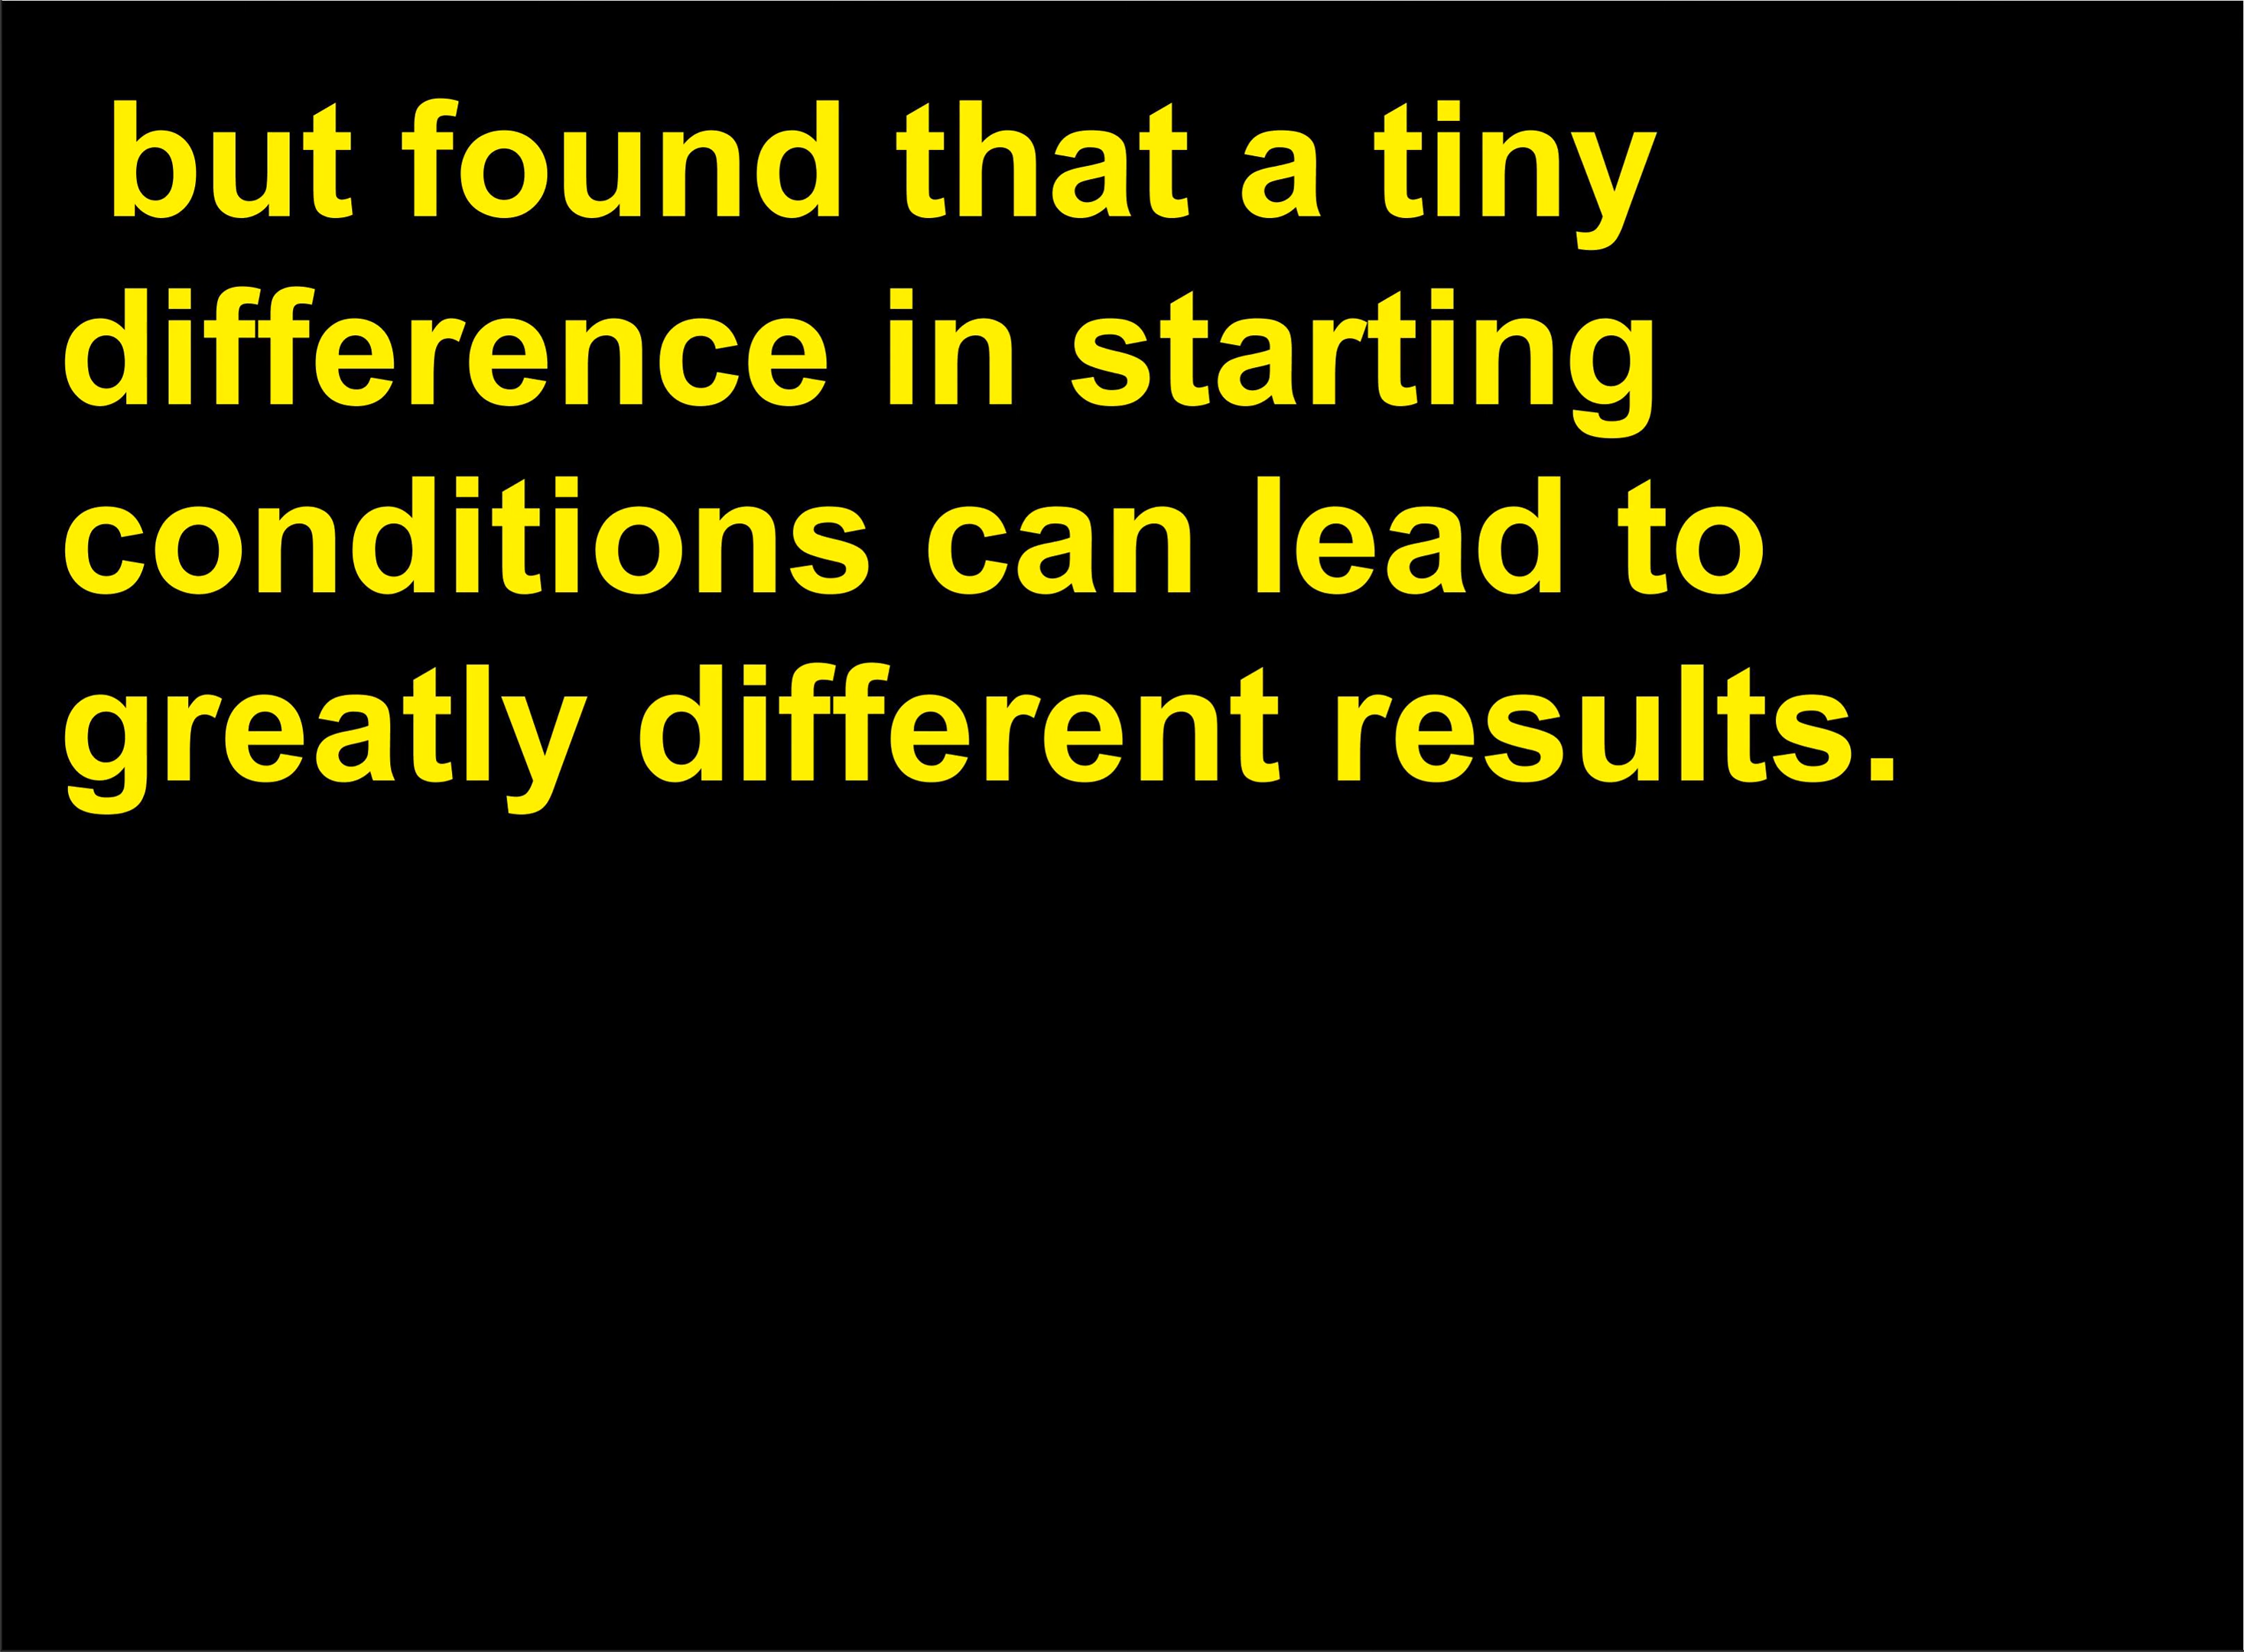 but found that a tiny
difference in starting
conditions can lead to
greatly different results.